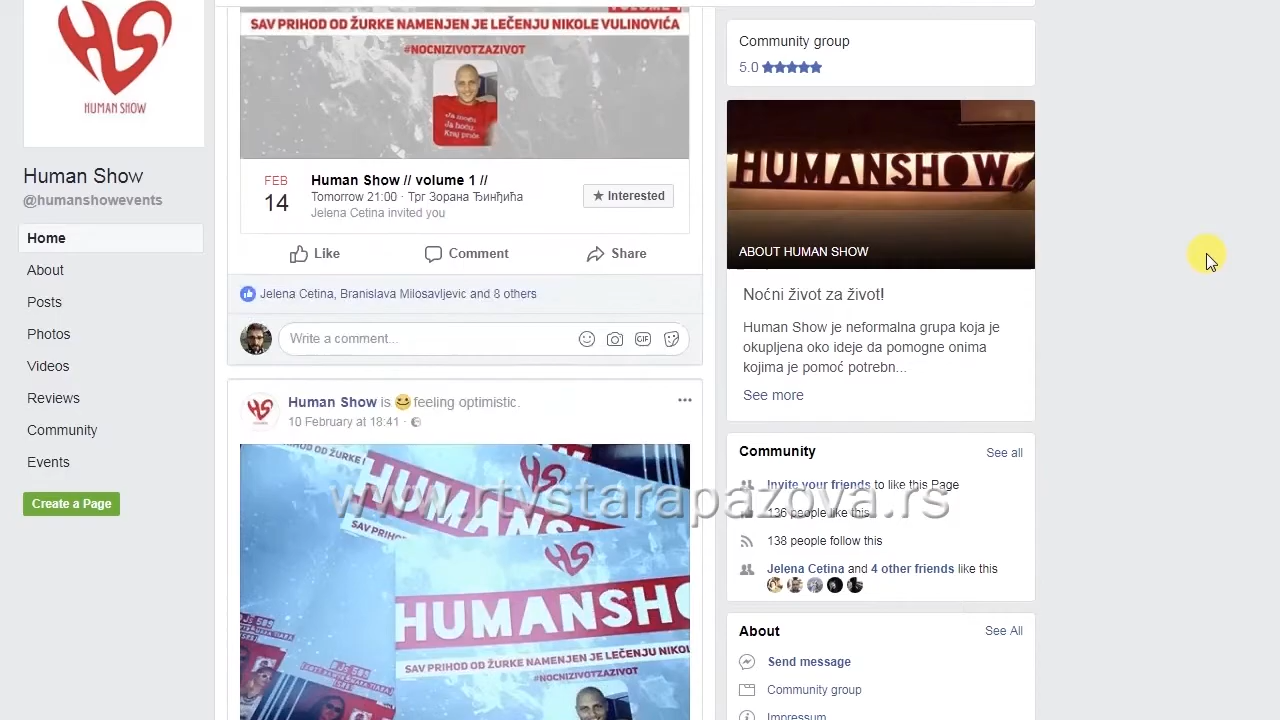 HUMAN SHOW
Human Show
@humanshowevents
Home
About
Posts
Photos
Videos
Reviews
Community
Events
Create a Page
SAV PRIHOD OD ŽURKE NAMENJEN JE LEČENJU NIKOLE VULINOVIĆA
#NOCNIZIVOTZAZIVOT
FEB
14
Human Show // volume 1 //
Tomorrow 21:00 · Трг Зорана Ђинђића
Jelena Cetina invited you
★ Interested
Like
Comment
Share
Jelena Cetina, Branislava Milosavljevic and 8 others
Write a comment...
GIF
Human Show is feeling optimistic.
10 February at 18:41 ·
HUMANSHO
SAV PRIHOD OD ŽURKE NAMENJEN JE LEČENJU NIKOL
#NOCNIZIVOTZAZIVOT
Community group
5.0 ★★★★★
HUMANSHOW
ABOUT HUMAN SHOW
Noćni život za život!
Human Show je neformalna grupa koja je
okupljena oko ideje da pomogne onima
kojima je pomoć potrebn...
See more
Community
See all
Invite your friends to like this Page
136 people like this
138 people follow this
Jelena Cetina and 4 other friends like this
About
See All
Send message
Community group
Impressum
www.rtvstarapazova.rs